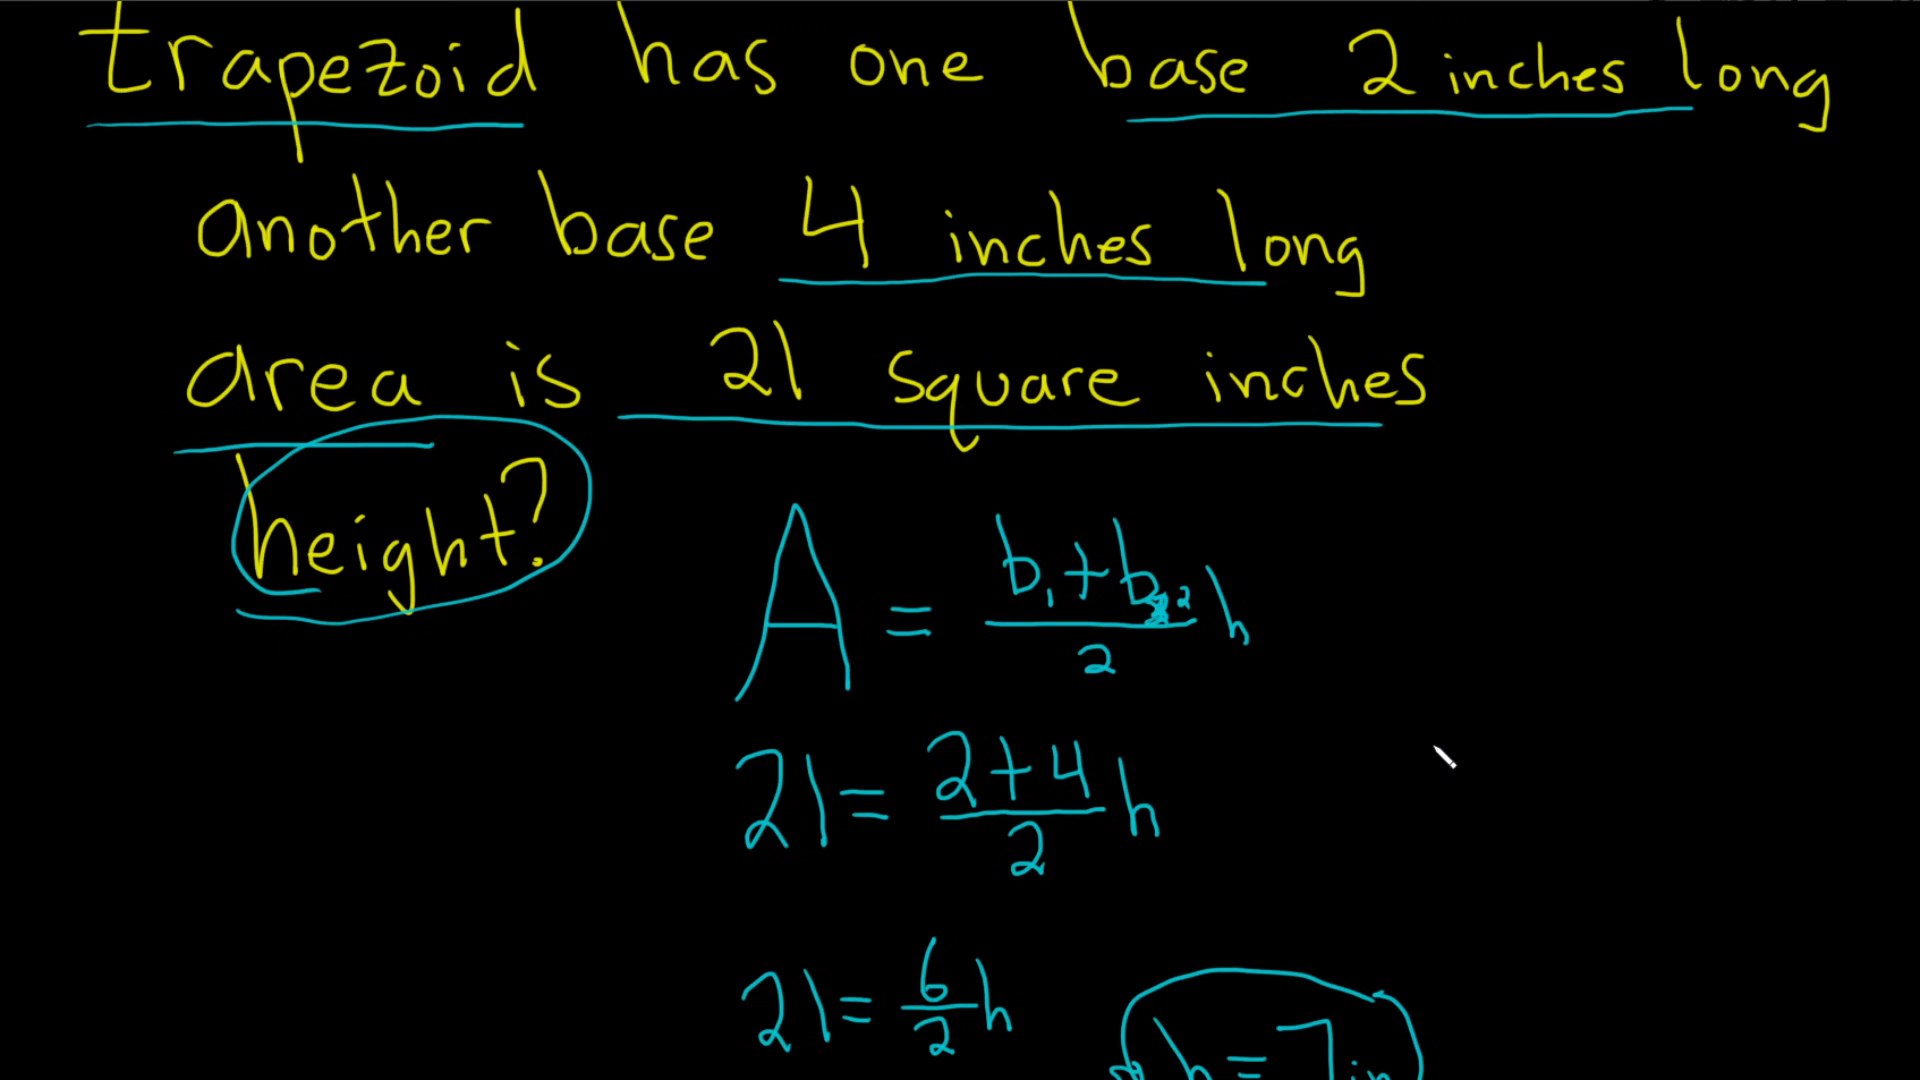 trapezoid has one base 2 inches long
another base 4 inches long
area is 21 square inches
height?
A = b₁+b₂/2 h
21 = 2+4/2 h
21 = 6/2 h
h = 7 in